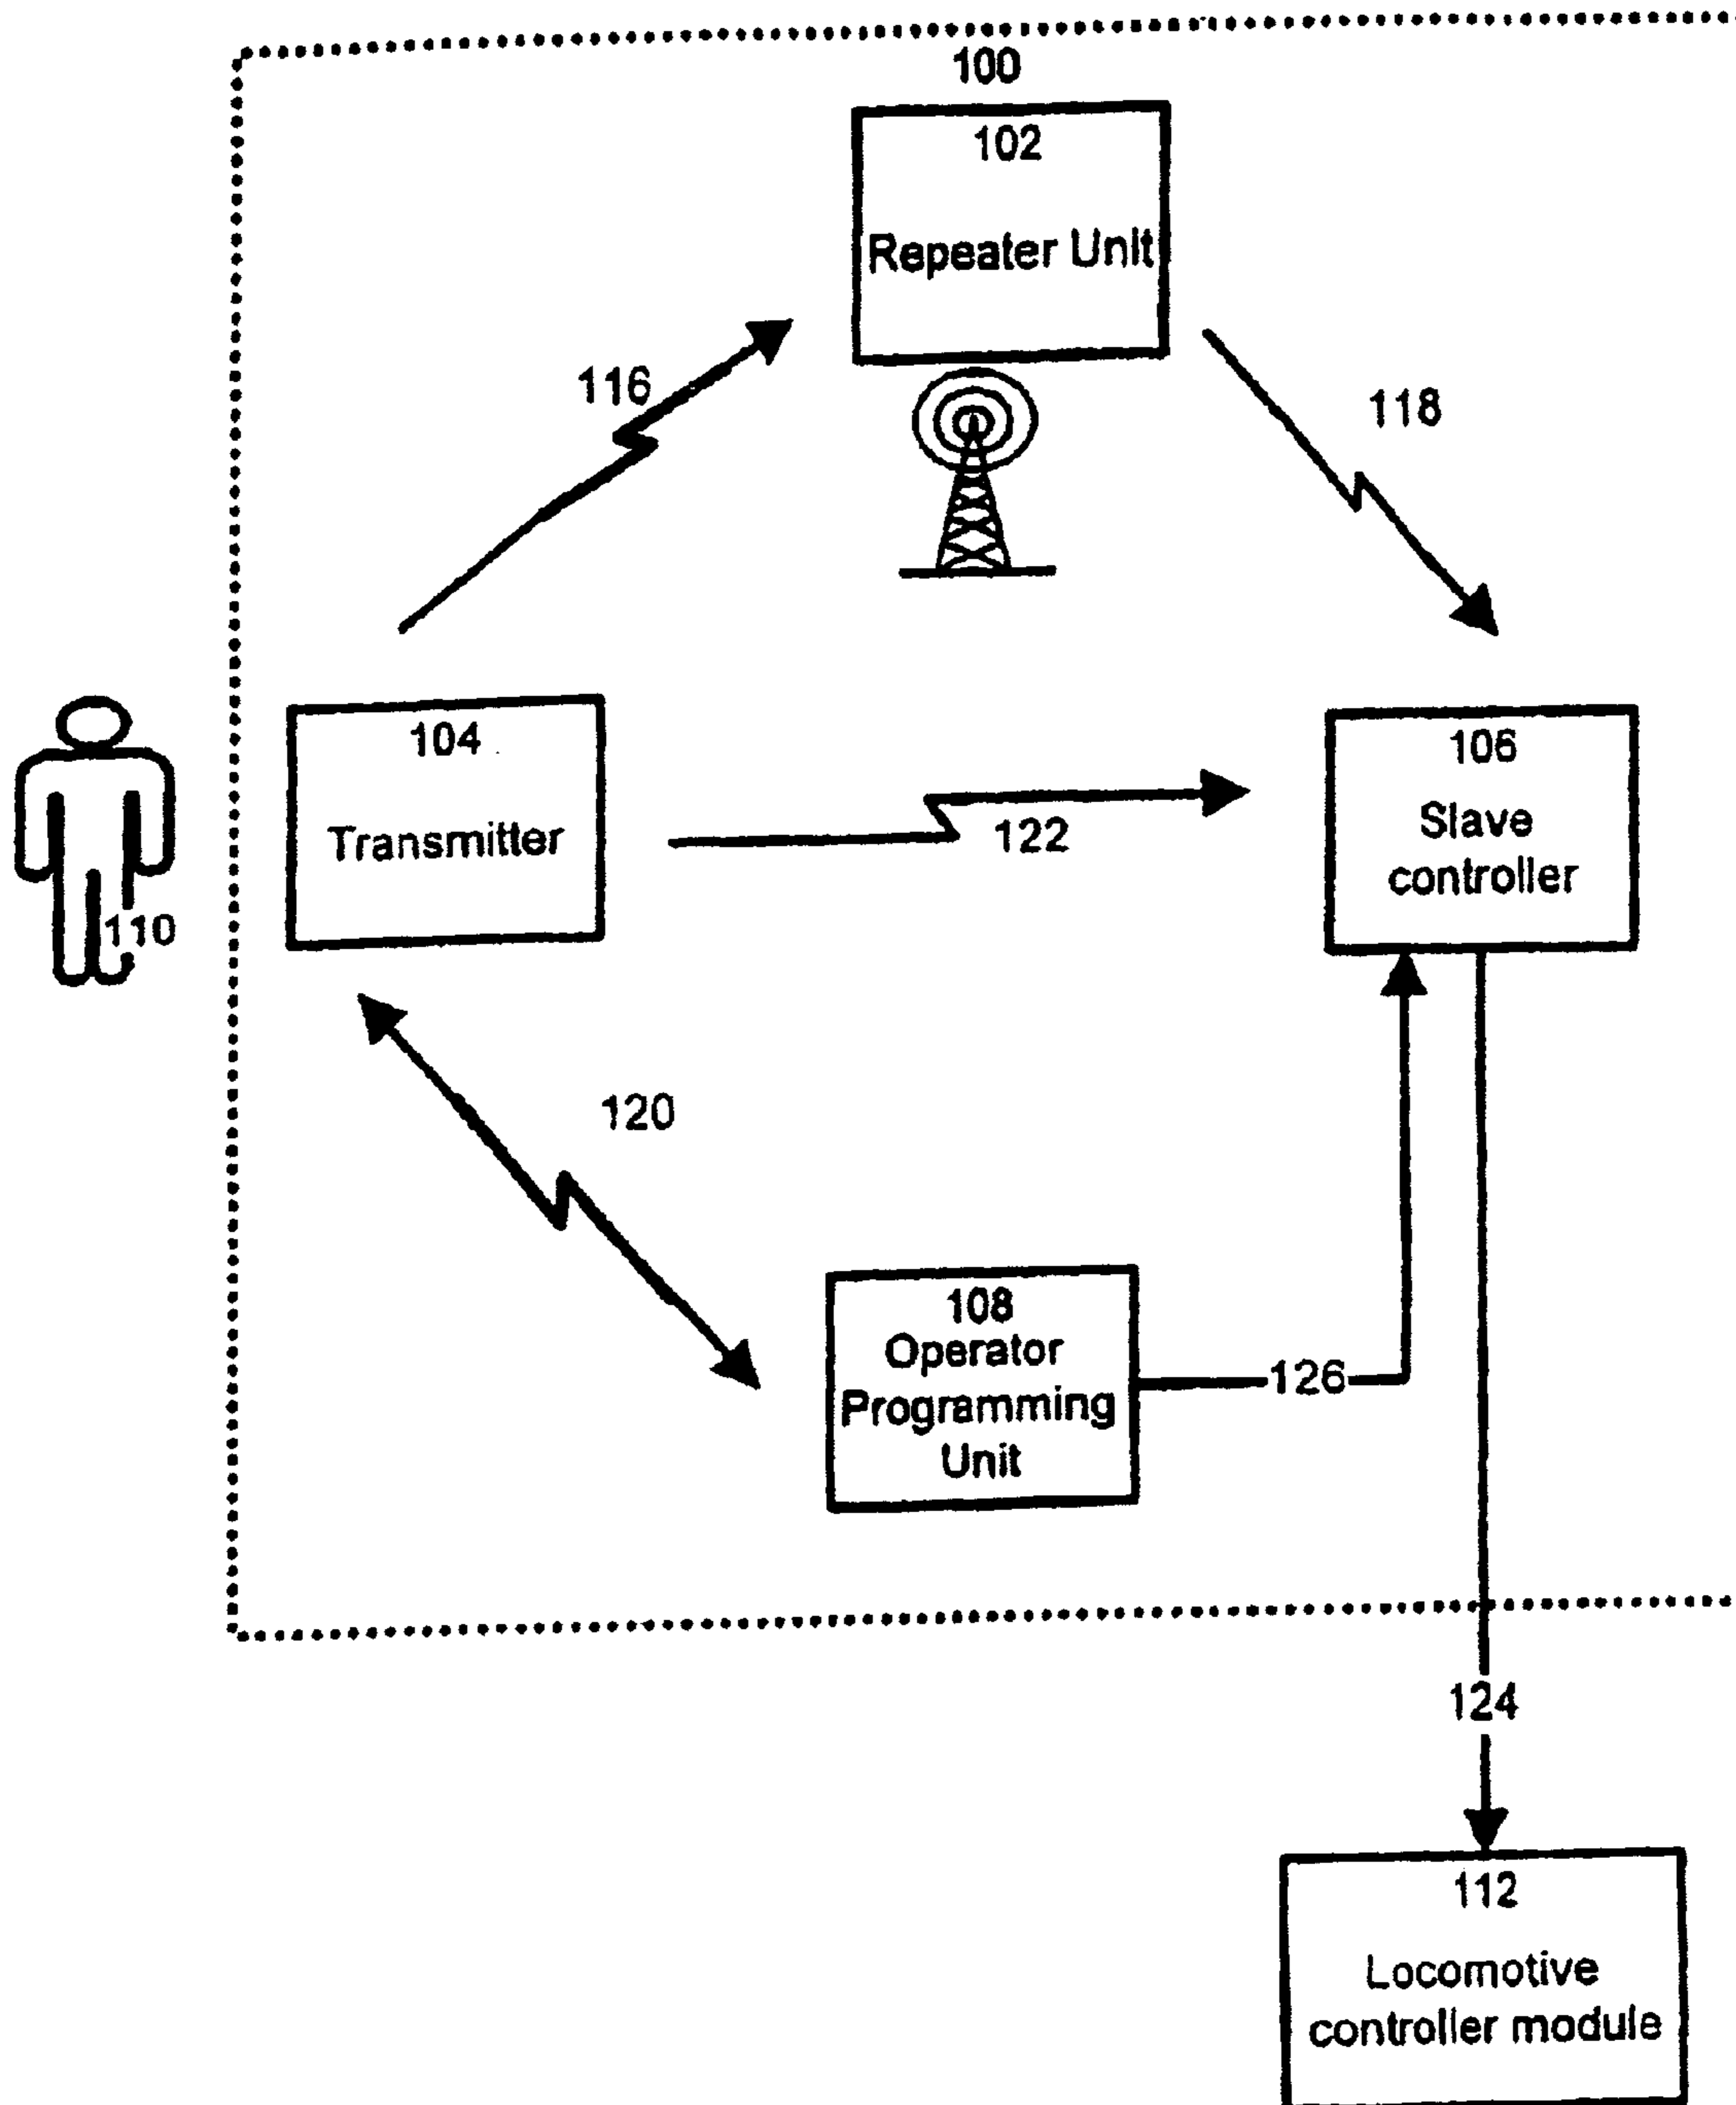 100
102
Repeater Unit
116
118
104
Transmitter
122
106
Slave
controller
110
120
108
Operator
Programming
Unit
126
124
112
Locomotive
controller module